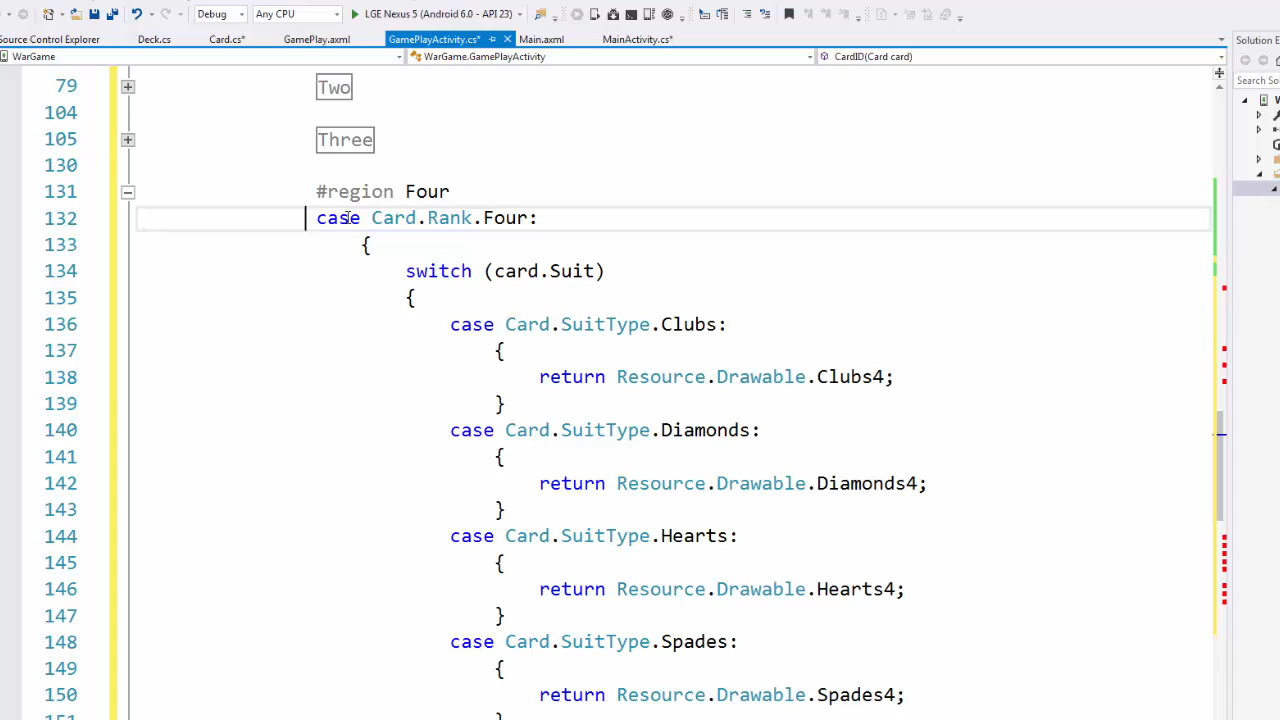 Debug Any CPU LGE Nexus 5 (Android 6.0 - API 23)
Source Control Explorer Deck.cs Card.cs* GamePlay.axml GamePlayActivity.cs* Main.axml MainActivity.cs* Solution E
WarGame WarGame.GamePlayActivity CardID(Card card)
Search So
79 Two
104
105 Three
130
131 #region Four
132 case Card.Rank.Four:
133 {
134 switch (card.Suit)
135 {
136 case Card.SuitType.Clubs:
137 {
138 return Resource.Drawable.Clubs4;
139 }
140 case Card.SuitType.Diamonds:
141 {
142 return Resource.Drawable.Diamonds4;
143 }
144 case Card.SuitType.Hearts:
145 {
146 return Resource.Drawable.Hearts4;
147 }
148 case Card.SuitType.Spades:
149 {
150 return Resource.Drawable.Spades4;
151 }